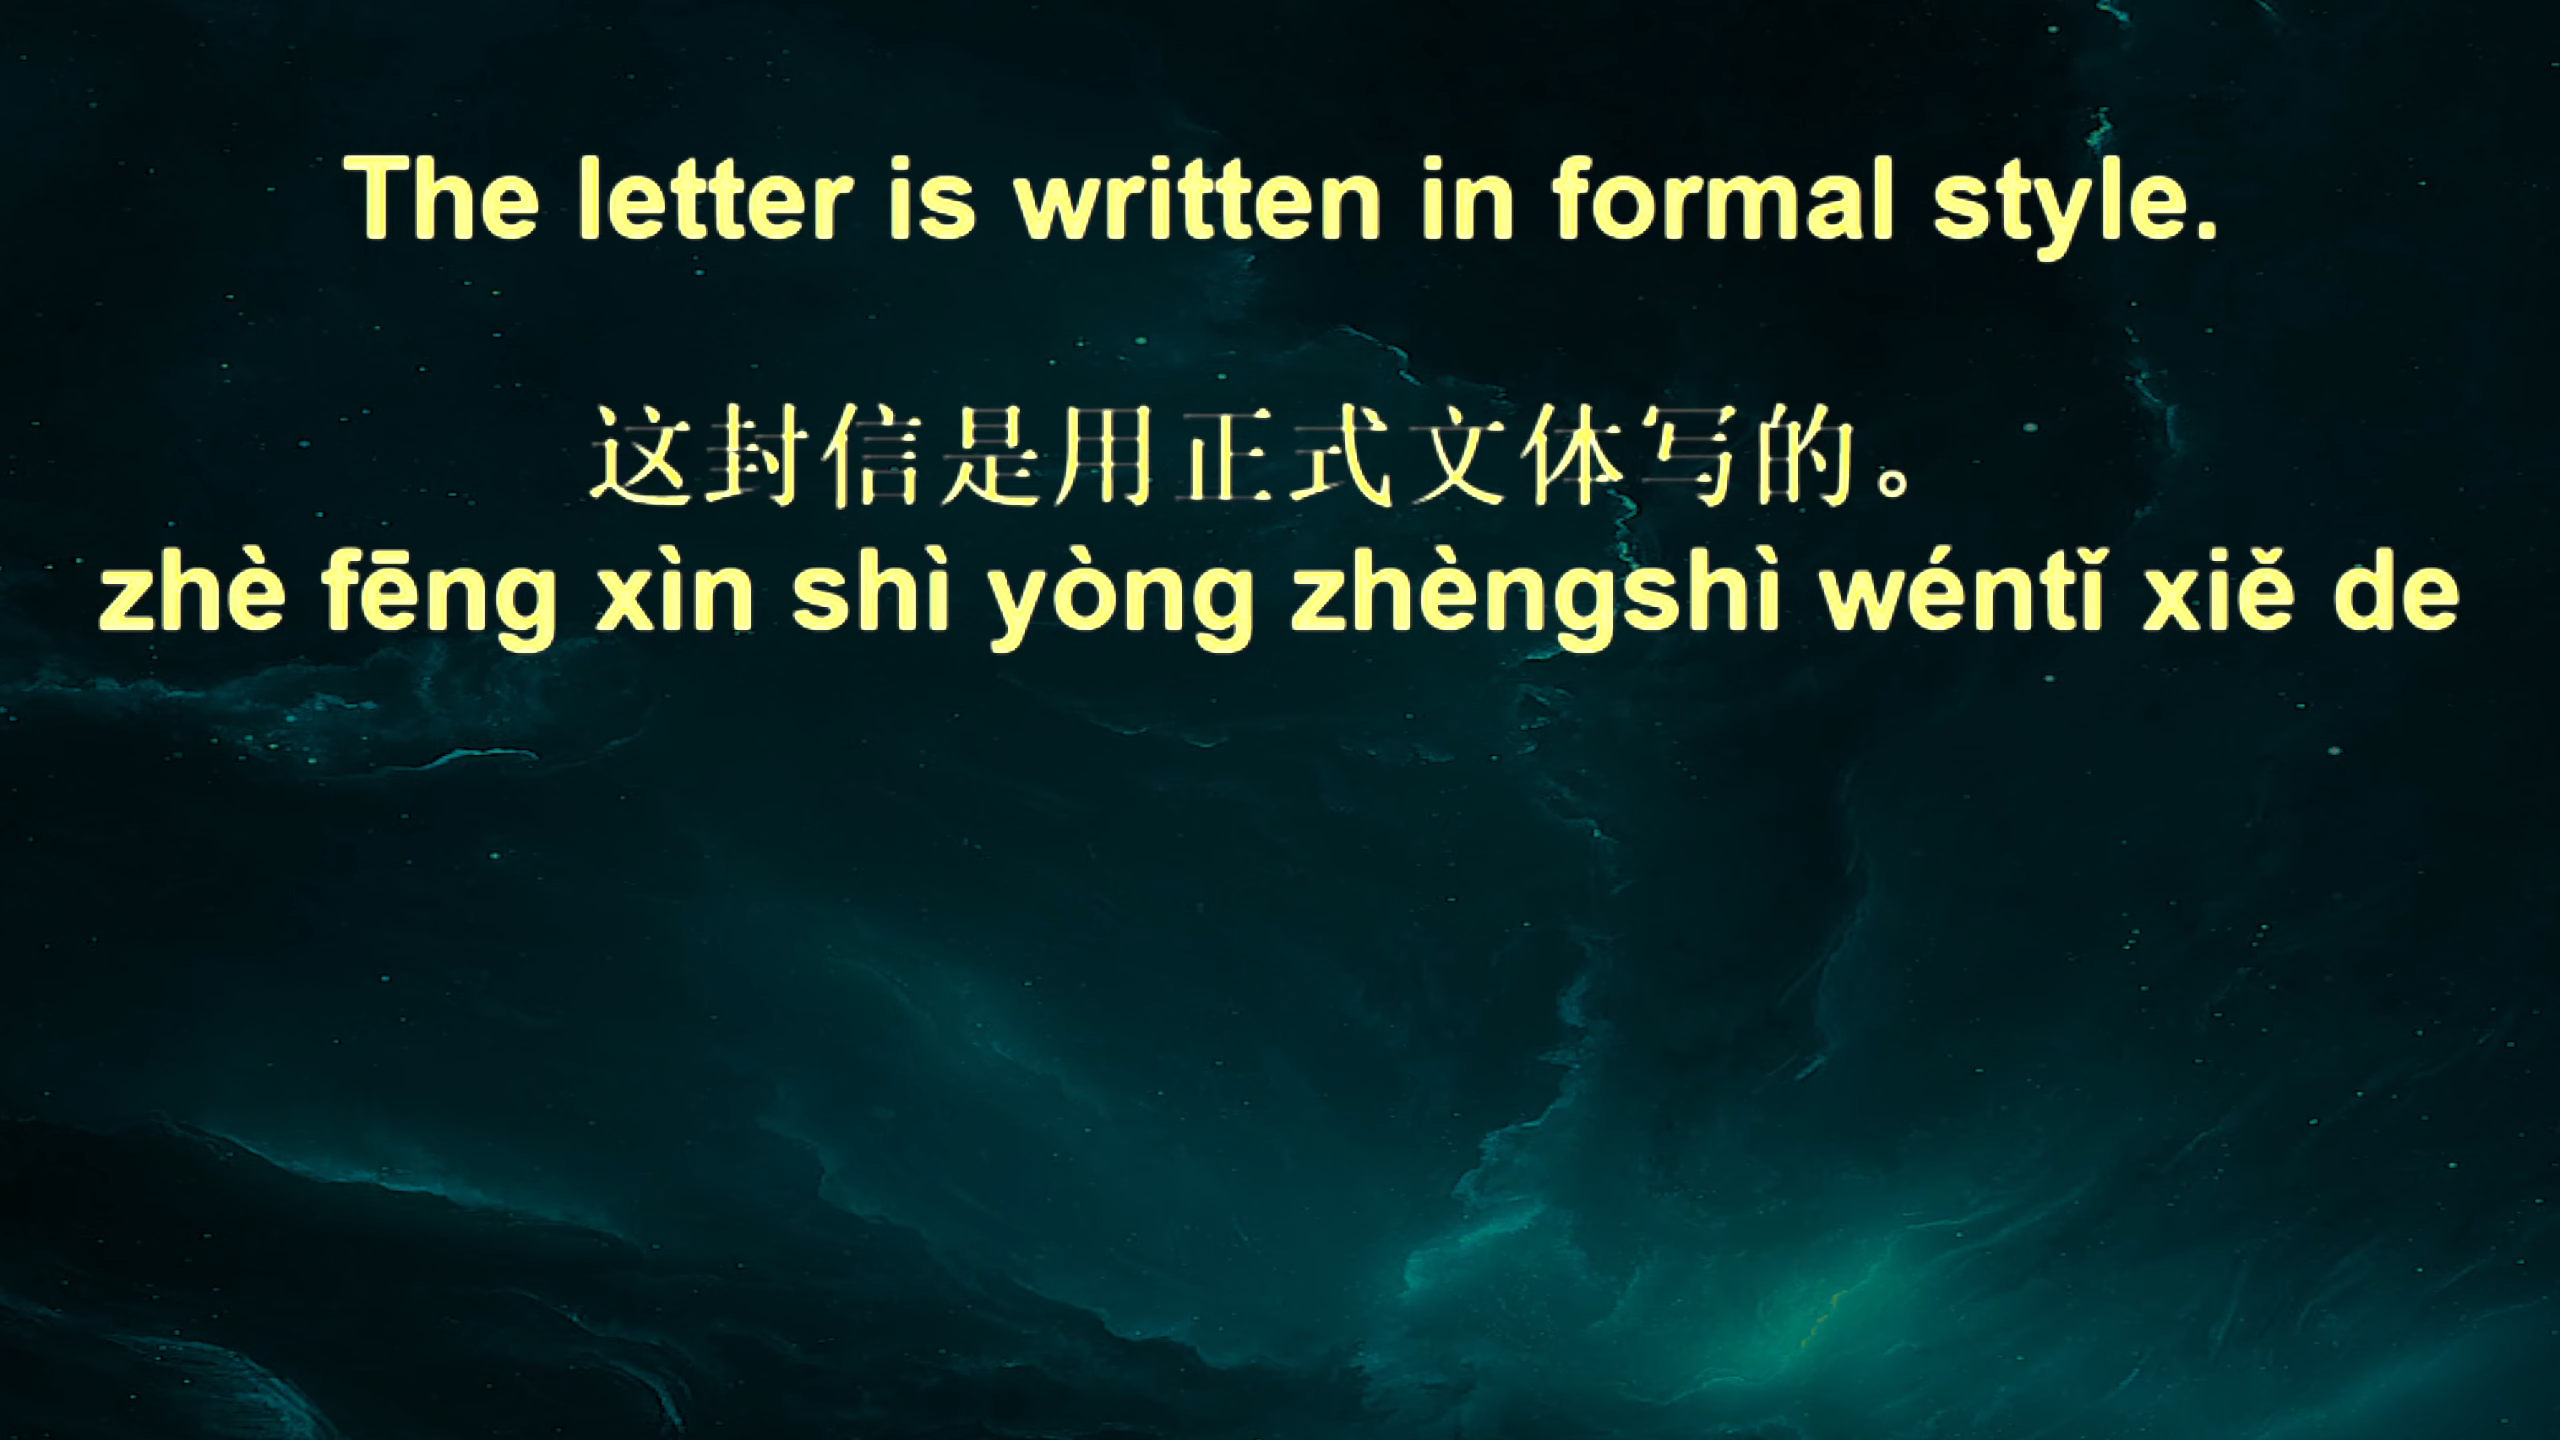 The letter is written in formal style.
这封信是用正式文体写的。
zhè fēng xìn shì yòng zhèngshì wéntǐ xiě de